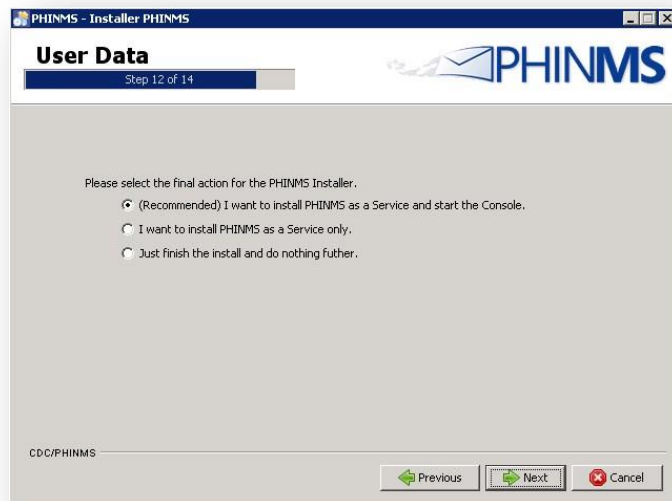 PHINMS - Installer PHINMS
User Data
Step 12 of 14
PHINMS
Please select the final action for the PHINMS Installer.
(Recommended) I want to install PHINMS as a Service and start the Console.
I want to install PHINMS as a Service only.
Just finish the install and do nothing futher.
CDC/PHINMS
Previous
Next
Cancel